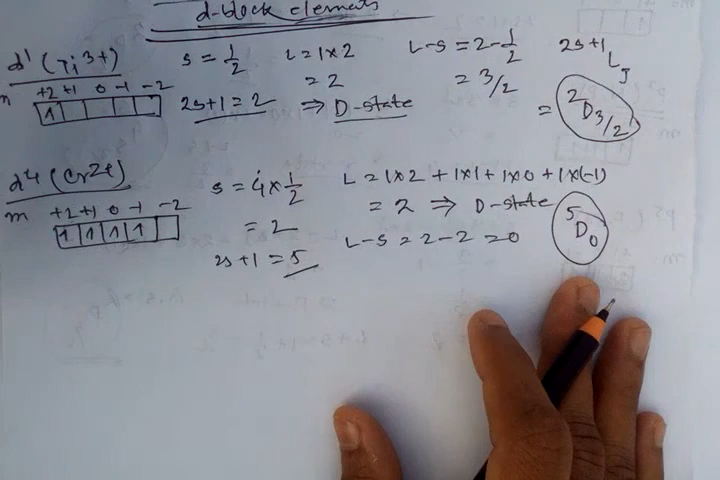 d-block elements
d¹ (Ti³⁺) s = 1/2 L = 1×2 L-s = 2-1/2 2s+1 L J
m +2 +1 0 -1 -2 = 2 = 3/2
1 2s+1 = 2 ⇒ D-state = ²D3/2
d⁴ (Cr2+) s = 4×1/2 L = 1×2 + 1×1 + 1×0 + 1×(-1)
m +2 +1 0 -1 -2 = 2 = 2 ⇒ D-state ⁵D₀
1 1 1 1 2s+1 = 5 L-s = 2-2 = 0